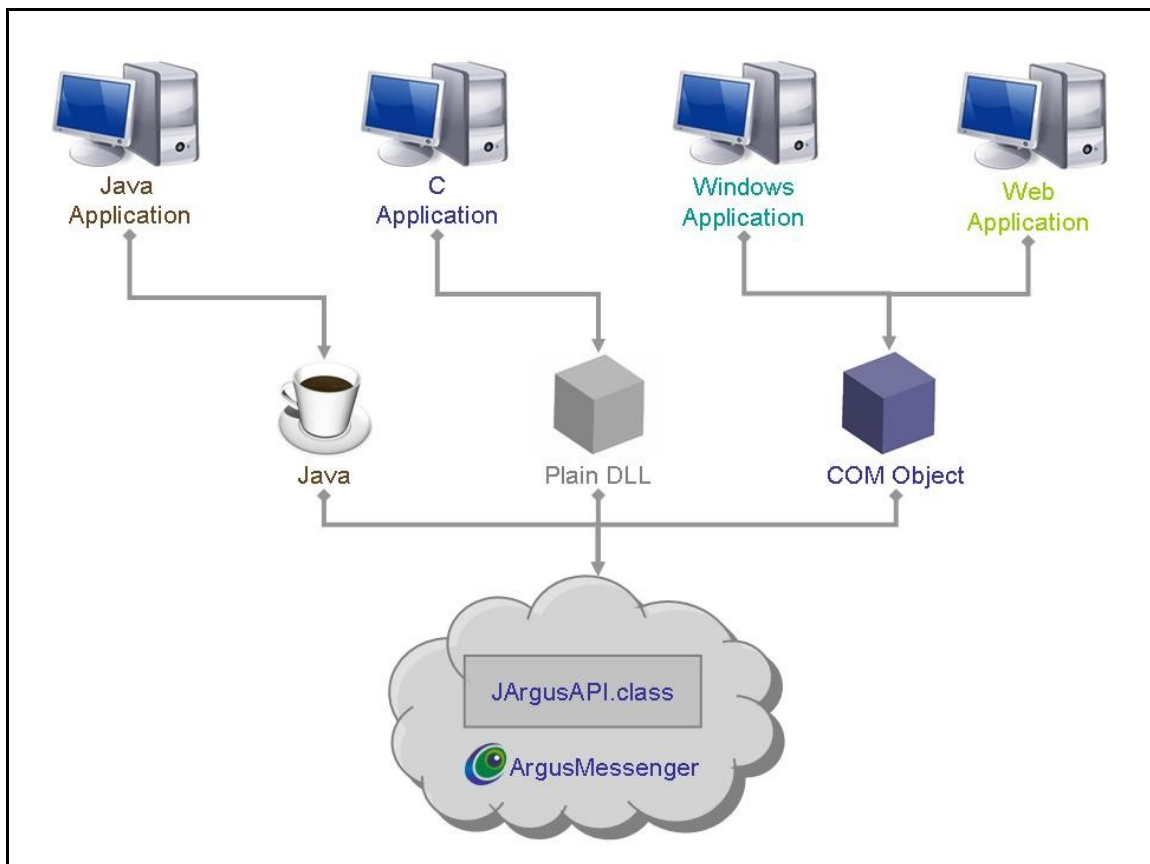 Java
Application
C
Application
Windows
Application
Web
Application
Java
Plain DLL
COM Object
JArgusAPI.class
ArgusMessenger